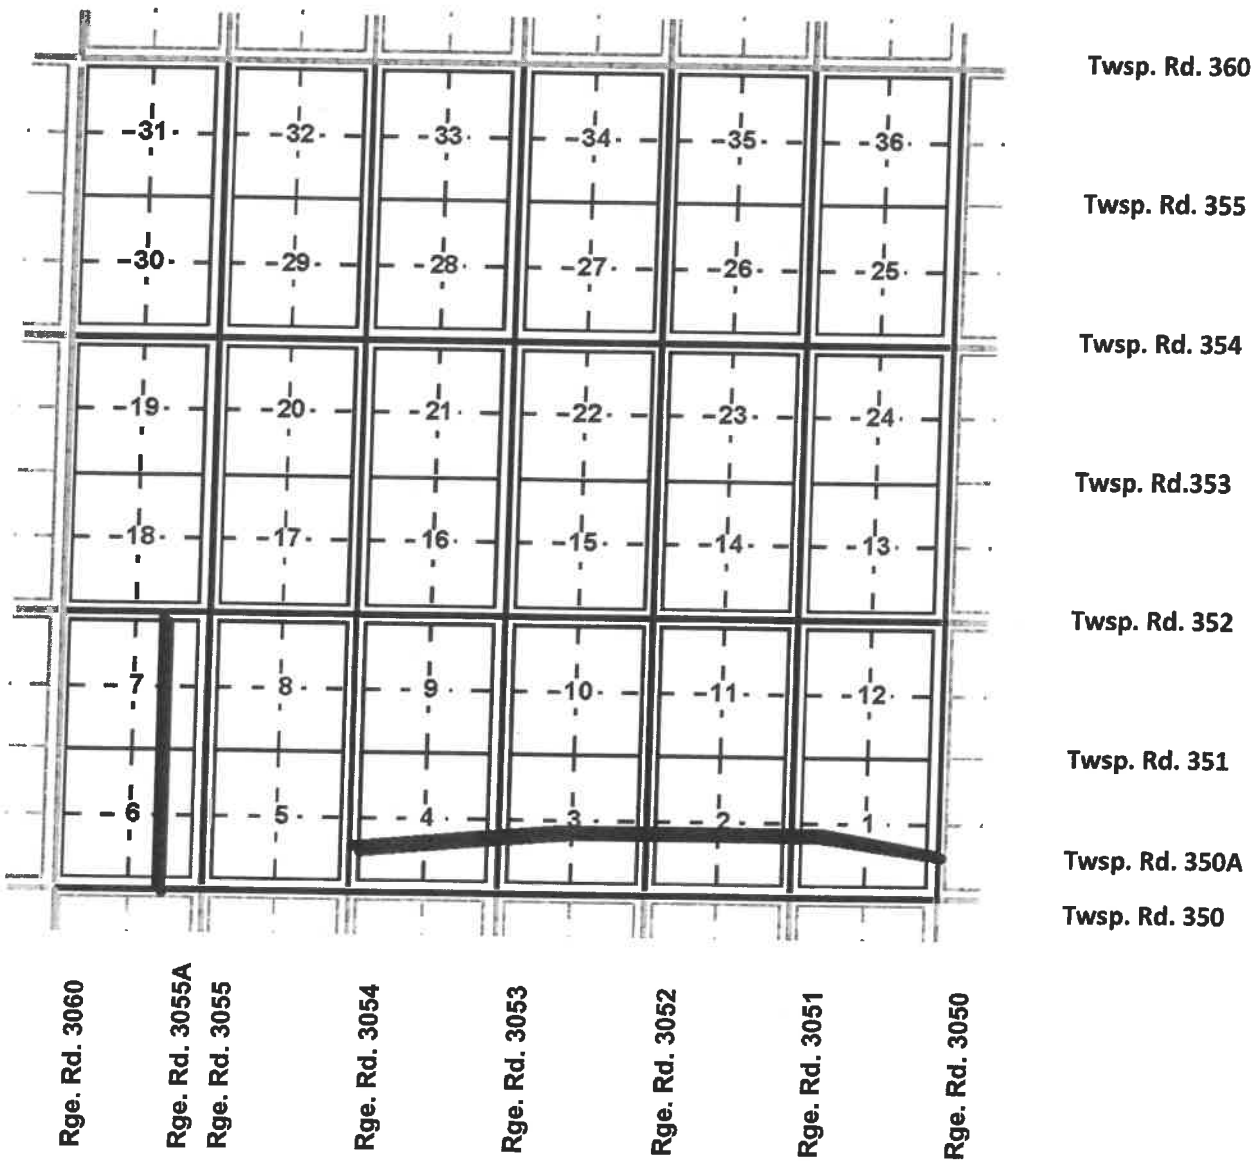 Twsp. Rd. 360
-31- -32- -33- -34- -35- -36-
Twsp. Rd. 355
-30- -29- -28- -27- -26- -25-
Twsp. Rd. 354
-19- -20- -21- -22- -23- -24-
Twsp. Rd.353
-18- -17- -16- -15- -14- -13-
Twsp. Rd. 352
-7 -8- -9- -10- -11- -12-
Twsp. Rd. 351
-6 -5- -4- -3- -2- -1-
Twsp. Rd. 350A
Twsp. Rd. 350
Rge. Rd. 3060
Rge. Rd. 3055A
Rge. Rd. 3055
Rge. Rd. 3054
Rge. Rd. 3053
Rge. Rd. 3052
Rge. Rd. 3051
Rge. Rd. 3050